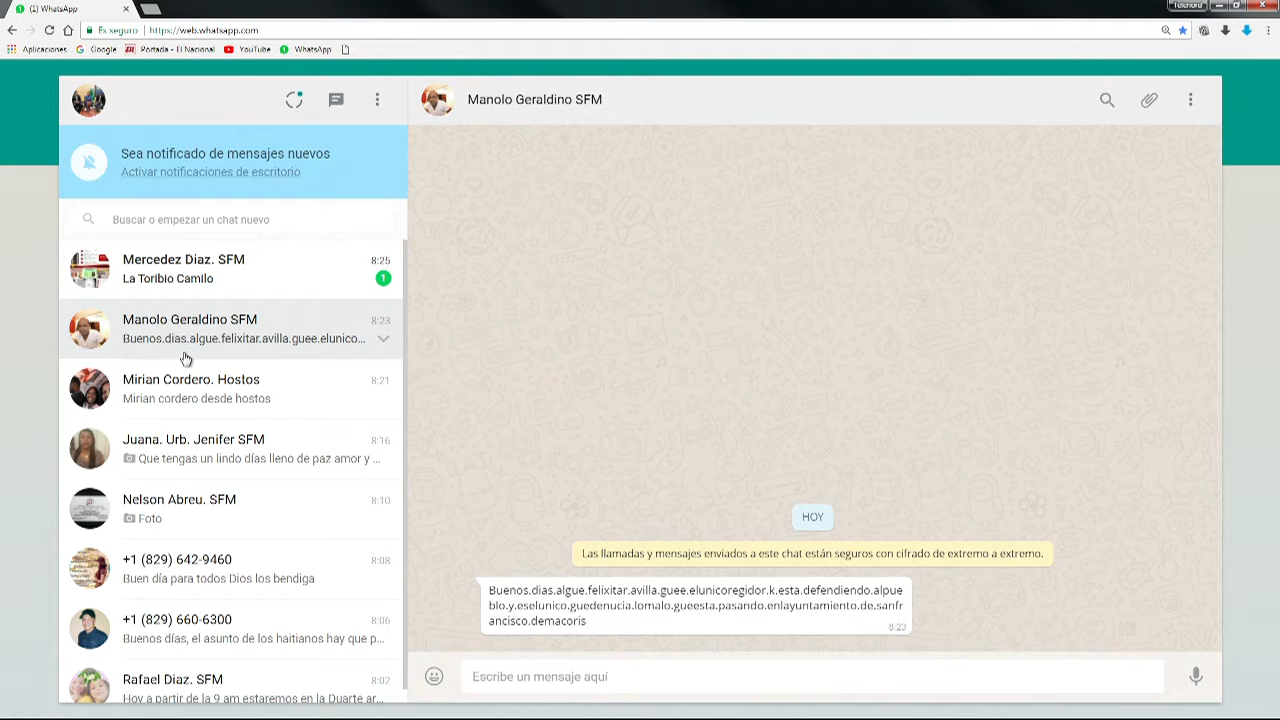 (1) WhatsApp
Telenord
Es seguro
https://web.whatsapp.com
Aplicaciones
Google
Portada - El Nacional
YouTube
WhatsApp
Manolo Geraldino SFM
Sea notificado de mensajes nuevos
Activar notificaciones de escritorio
Buscar o empezar un chat nuevo
Mercedez Diaz. SFM
8:25
La Toribio Camilo
1
Manolo Geraldino SFM
8:23
Buenos.dias.algue.felixitar.avilla.guee.elunico...
Mirian Cordero. Hostos
8:21
Mirian cordero desde hostos
Juana. Urb. Jenifer SFM
8:16
Que tengas un lindo días lleno de paz amor y ...
Nelson Abreu. SFM
8:10
Foto
+1 (829) 642-9460
8:08
Buen día para todos Dios los bendiga
+1 (829) 660-6300
8:06
Buenos días, el asunto de los haitianos hay que p...
Rafael Diaz. SFM
8:02
Hoy a partir de la 9 am estaremos en la Duarte ar...
HOY
Las llamadas y mensajes enviados a este chat están seguros con cifrado de extremo a extremo.
Buenos.dias.algue.felixitar.avilla.guee.elunicoregidor.k.esta.defendiendo.alpue
blo.y.eselunico.guedenucia.lomalo.gueesta.pasando.enlayuntamiento.de.sanfr
ancisco.demacoris
8:23
Escribe un mensaje aquí